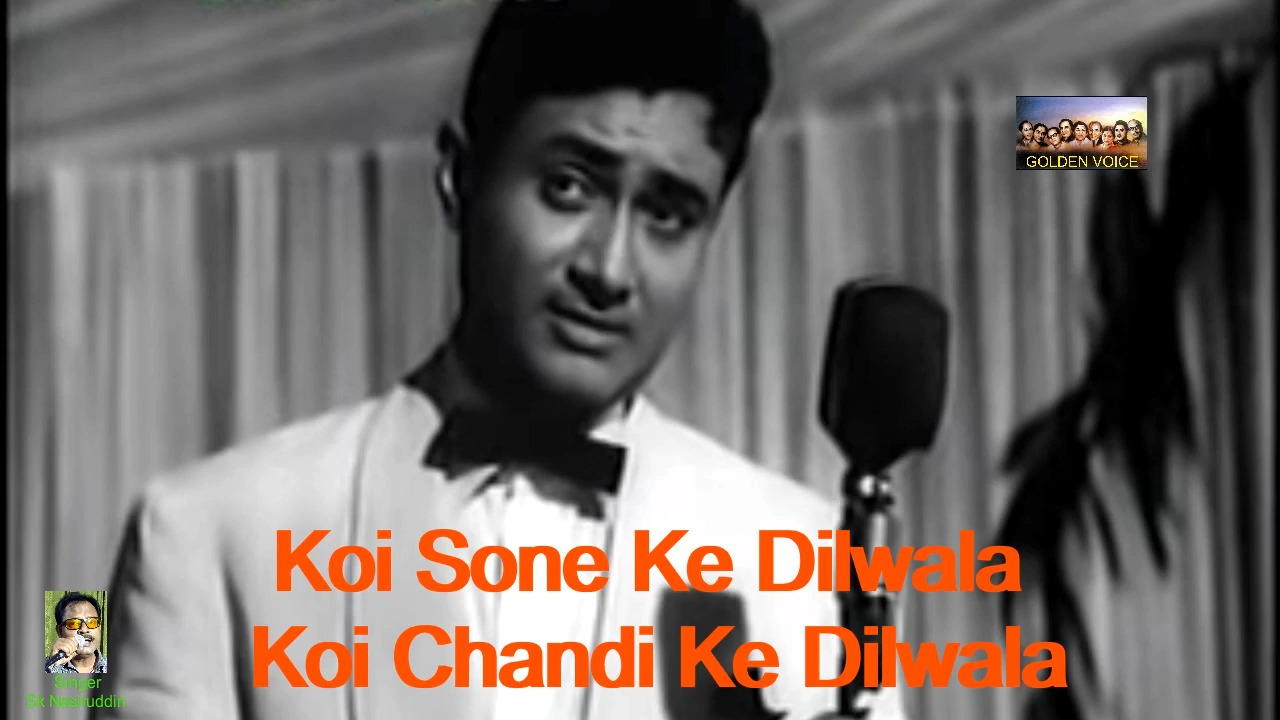 GOLDEN VOICE
Koi Sone Ke Dilwala
Koi Chandi Ke Dilwala
Singer
Sk Nasiruddin